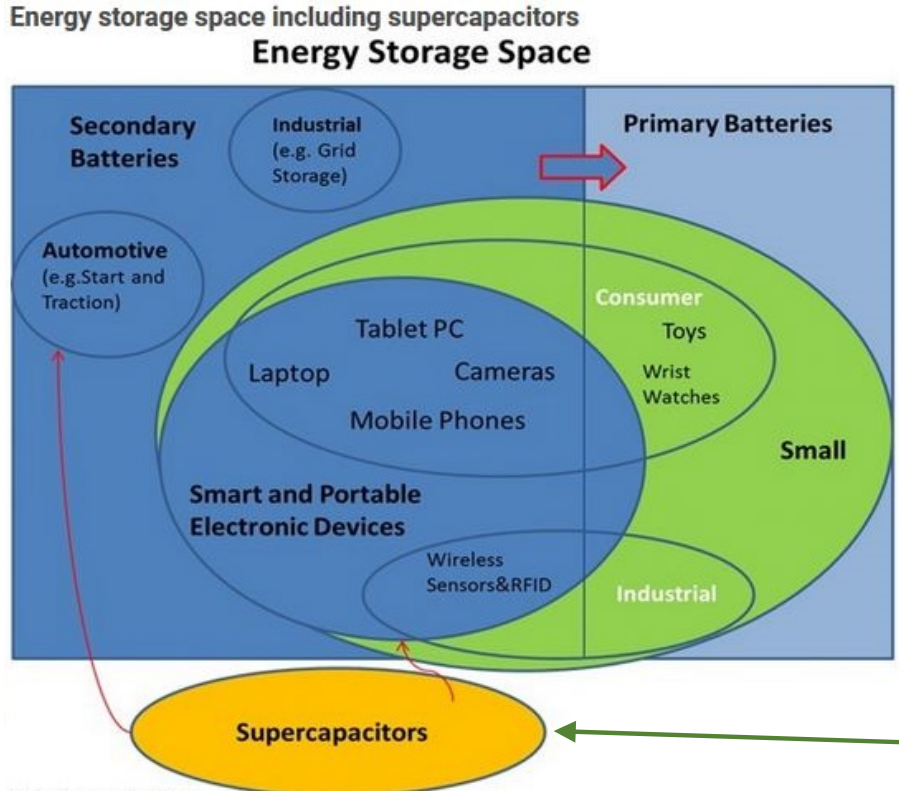 Energy storage space including supercapacitors
Energy Storage Space
Secondary
Batteries
Industrial
(e.g. Grid
Storage)
Primary Batteries
Automotive
(e.g.Start and
Traction)
Consumer
Toys
Wrist
Watches
Tablet PC
Laptop
Cameras
Mobile Phones
Small
Smart and Portable
Electronic Devices
Wireless
Sensors&RFID
Industrial
Supercapacitors